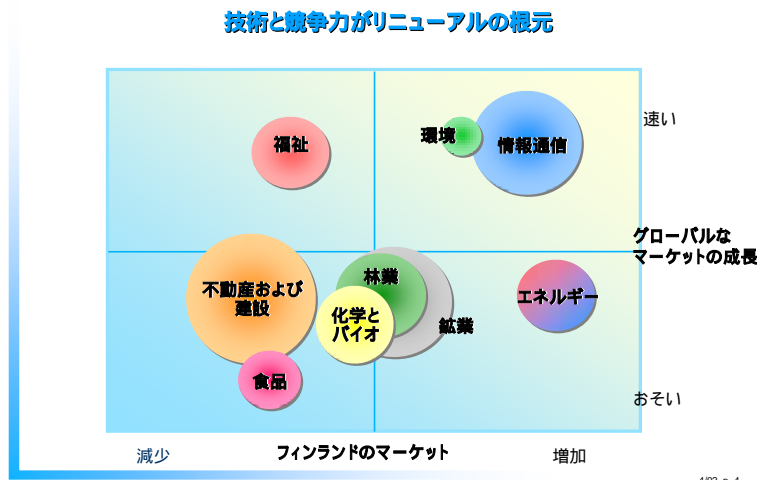 技術と競争力がリニューアルの根元
速い
環境
福祉
情報通信
グローバルな
マーケットの成長
林業
不動産および
建設
エネルギー
化学と
バイオ
鉱業
食品
おそい
減少
フィンランドのマーケット
増加